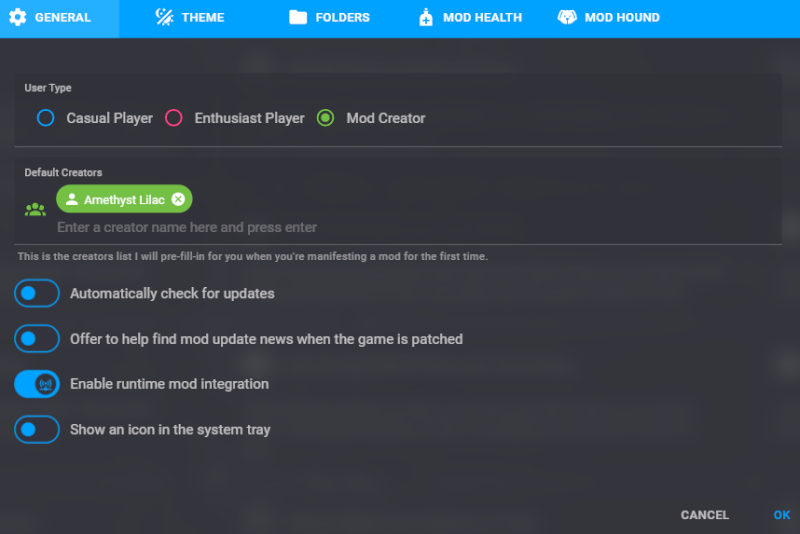 GENERAL THEME FOLDERS MOD HEALTH MOD HOUND
User Type
Casual Player Enthusiast Player Mod Creator
Default Creators
Amethyst Lilac
Enter a creator name here and press enter
This is the creators list I will pre-fill-in for you when you're manifesting a mod for the first time.
Automatically check for updates
Offer to help find mod update news when the game is patched
Enable runtime mod integration
Show an icon in the system tray
CANCEL OK